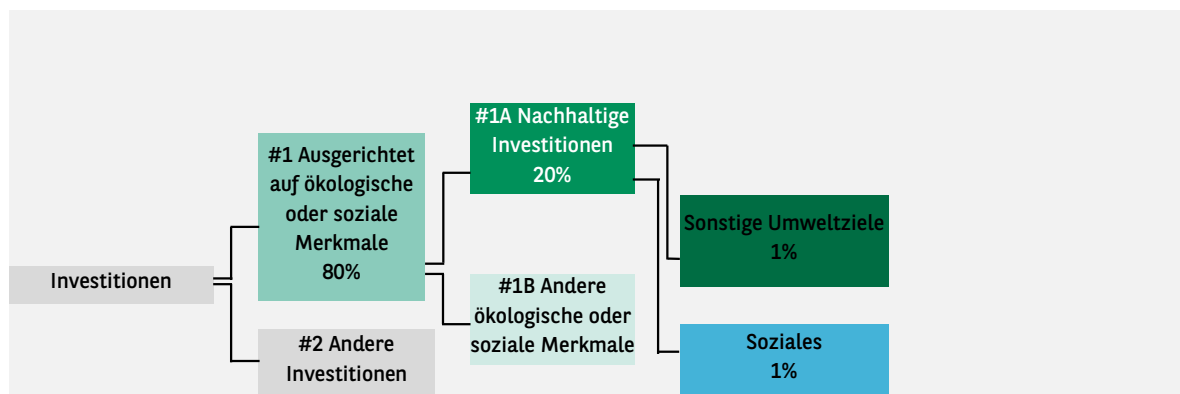 Investitionen
#1 Ausgerichtet
auf ökologische
oder soziale
Merkmale
80%
#2 Andere
Investitionen
#1A Nachhaltige
Investitionen
20%
#1B Andere
ökologische oder
soziale Merkmale
Sonstige Umweltziele
1%
Soziales
1%